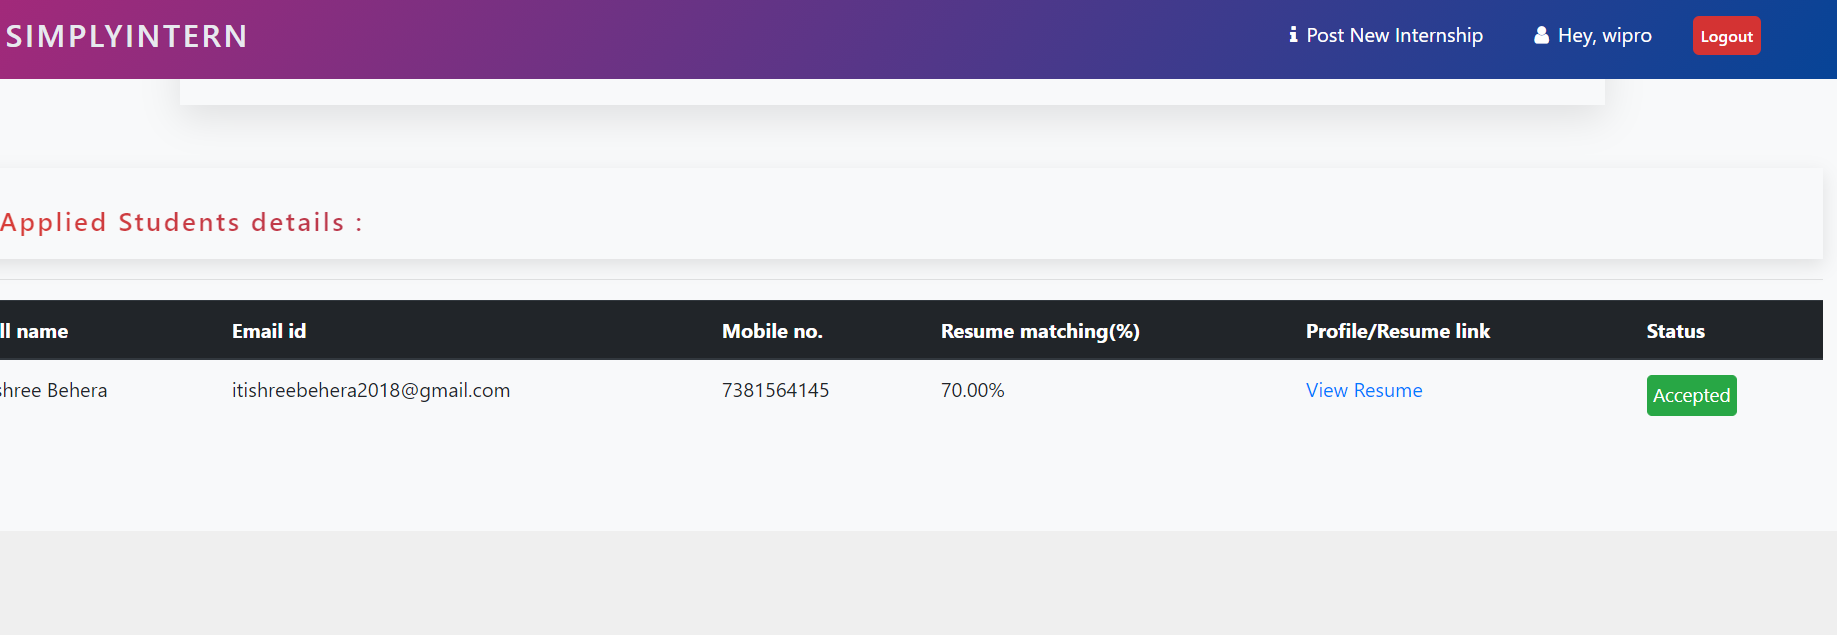 SIMPLYINTERN
Post New Internship
Hey, wipro
Logout
Applied Students details :
ll name Email id Mobile no. Resume matching(%) Profile/Resume link Status
shree Behera itishreebehera2018@gmail.com 7381564145 70.00% View Resume Accepted